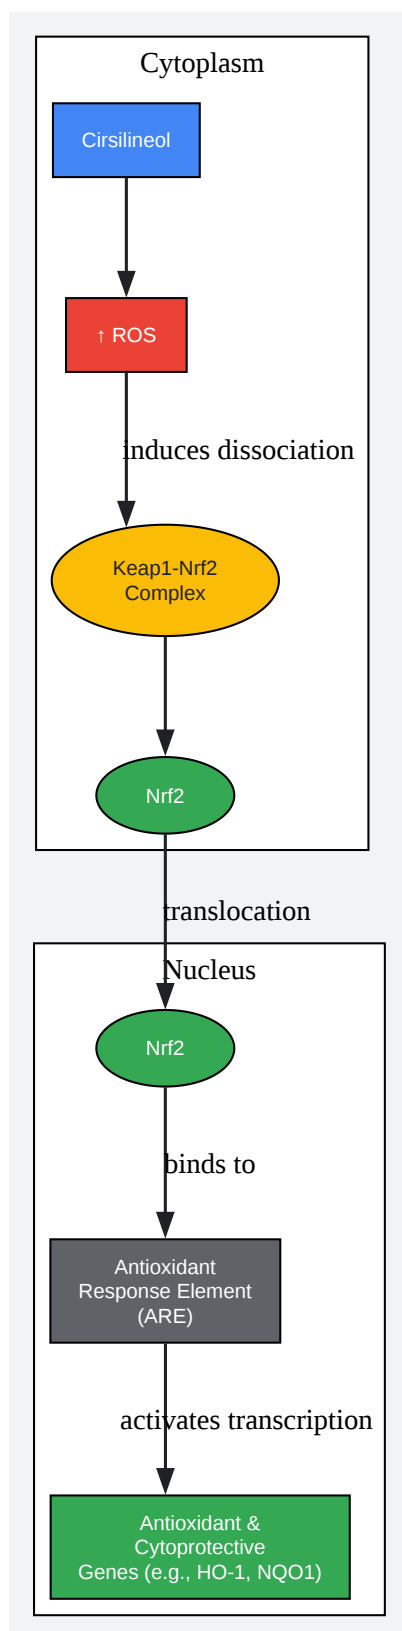 Cytoplasm
Cirsilineol
↑ ROS
induces dissociation
Keap1-Nrf2
Complex
Nrf2
translocation
Nucleus
Nrf2
binds to
Antioxidant
Response Element
(ARE)
activates transcription
Antioxidant &
Cytoprotective
Genes (e.g., HO-1, NQO1)